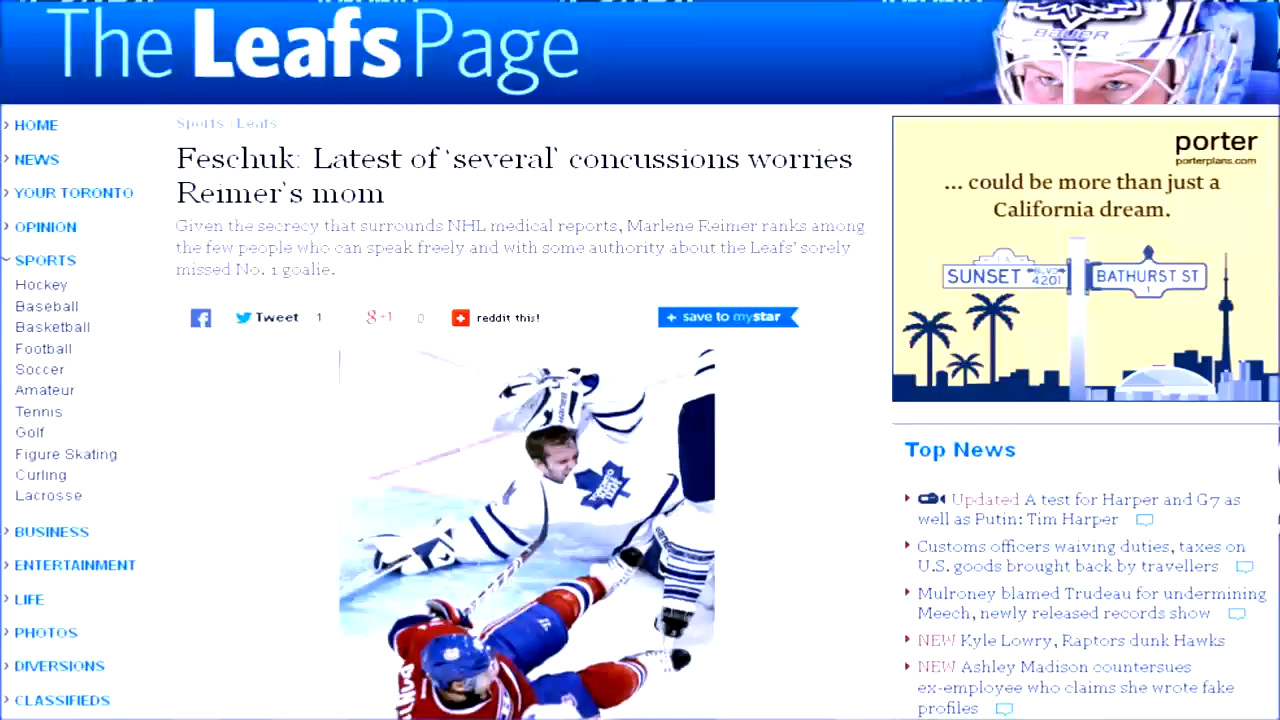 The Leafs Page
BAUER
HOME
NEWS
YOUR TORONTO
OPINION
SPORTS
Hockey
Baseball
Basketball
Football
Soccer
Amateur
Tennis
Golf
Figure Skating
Curling
Lacrosse
BUSINESS
ENTERTAINMENT
LIFE
PHOTOS
DIVERSIONS
CLASSIFIEDS
Sports / Leafs
Feschuk: Latest of ‘several’ concussions worries
Reimer’s mom
Given the secrecy that surrounds NHL medical reports, Marlene Reimer ranks among
the few people who can speak freely and with some authority about the Leafs’ sorely
missed No. 1 goalie.
Tweet 1
+1 0
reddit this!
+ save to mystar
porter
porterplans.com
... could be more than just a
California dream.
SUNSET BLVD
4201
BATHURST ST
1
Top News
Updated A test for Harper and G7 as
well as Putin: Tim Harper
Customs officers waiving duties, taxes on
U.S. goods brought back by travellers
Mulroney blamed Trudeau for undermining
Meech, newly released records show
NEW Kyle Lowry, Raptors dunk Hawks
NEW Ashley Madison countersues
ex-employee who claims she wrote fake
profiles